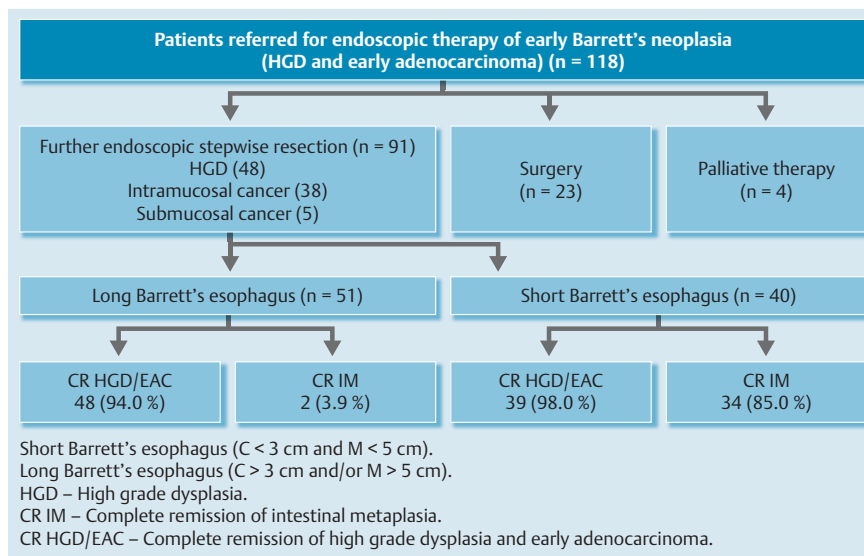 Patients referred for endoscopic therapy of early Barrett’s neoplasia
(HGD and early adenocarcinoma) (n = 118)
Further endoscopic stepwise resection (n = 91)
HGD (48)
Intramucosal cancer (38)
Submucosal cancer (5)
Surgery
(n = 23)
Palliative therapy
(n = 4)
Long Barrett’s esophagus (n = 51)
Short Barrett’s esophagus (n = 40)
CR HGD/EAC
48 (94.0 %)
CR IM
2 (3.9 %)
CR HGD/EAC
39 (98.0 %)
CR IM
34 (85.0 %)
Short Barrett’s esophagus (C < 3 cm and M < 5 cm).
Long Barrett’s esophagus (C > 3 cm and/or M > 5 cm).
HGD – High grade dysplasia.
CR IM – Complete remission of intestinal metaplasia.
CR HGD/EAC – Complete remission of high grade dysplasia and early adenocarcinoma.